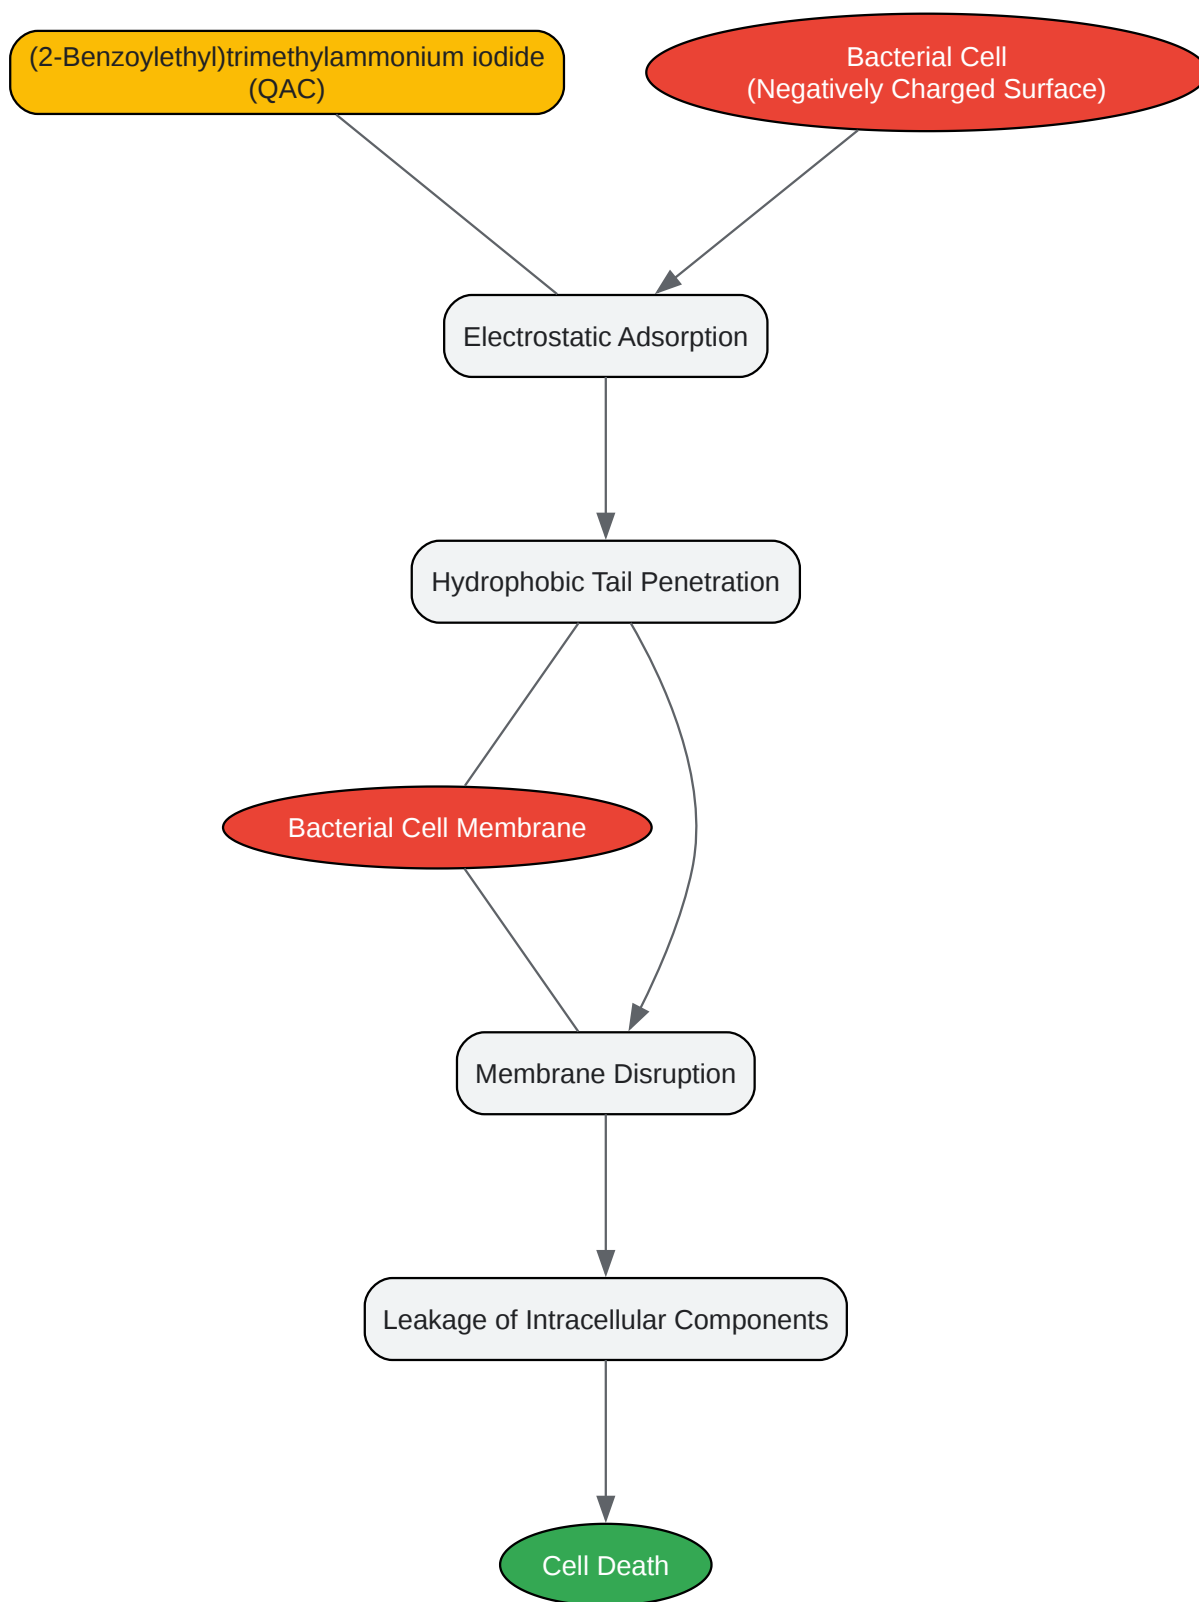 (2-Benzoylethyl)trimethylammonium iodide
(QAC)
Bacterial Cell
(Negatively Charged Surface)
Electrostatic Adsorption
Hydrophobic Tail Penetration
Bacterial Cell Membrane
Membrane Disruption
Leakage of Intracellular Components
Cell Death